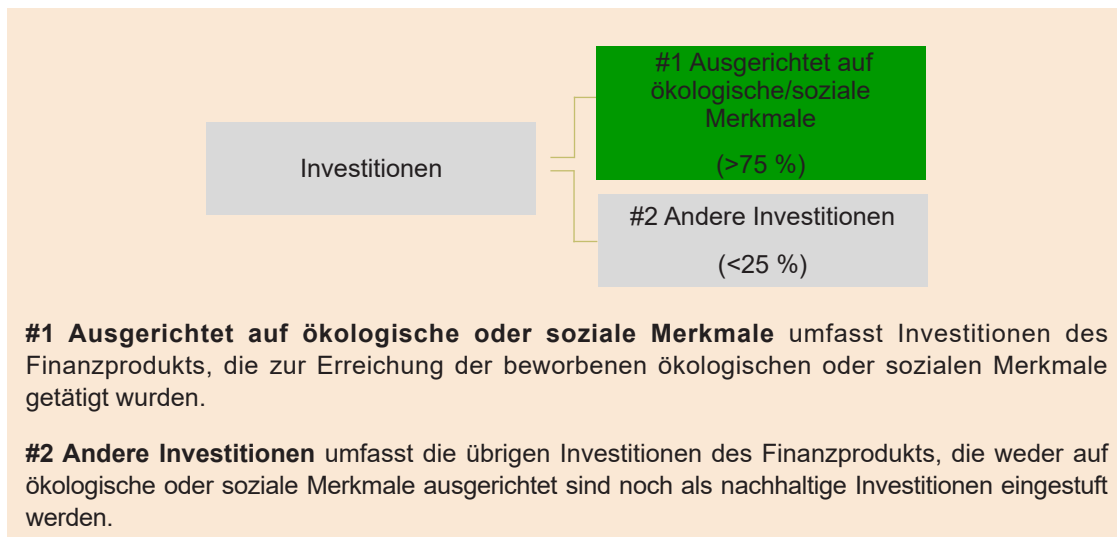 #1 Ausgerichtet auf
ökologische/soziale
Merkmale
(>75 %)
Investitionen
#2 Andere Investitionen
(<25 %)
#1 Ausgerichtet auf ökologische oder soziale Merkmale umfasst Investitionen des
Finanzprodukts, die zur Erreichung der beworbenen ökologischen oder sozialen Merkmale
getätigt wurden.
#2 Andere Investitionen umfasst die übrigen Investitionen des Finanzprodukts, die weder auf
ökologische oder soziale Merkmale ausgerichtet sind noch als nachhaltige Investitionen eingestuft
werden.